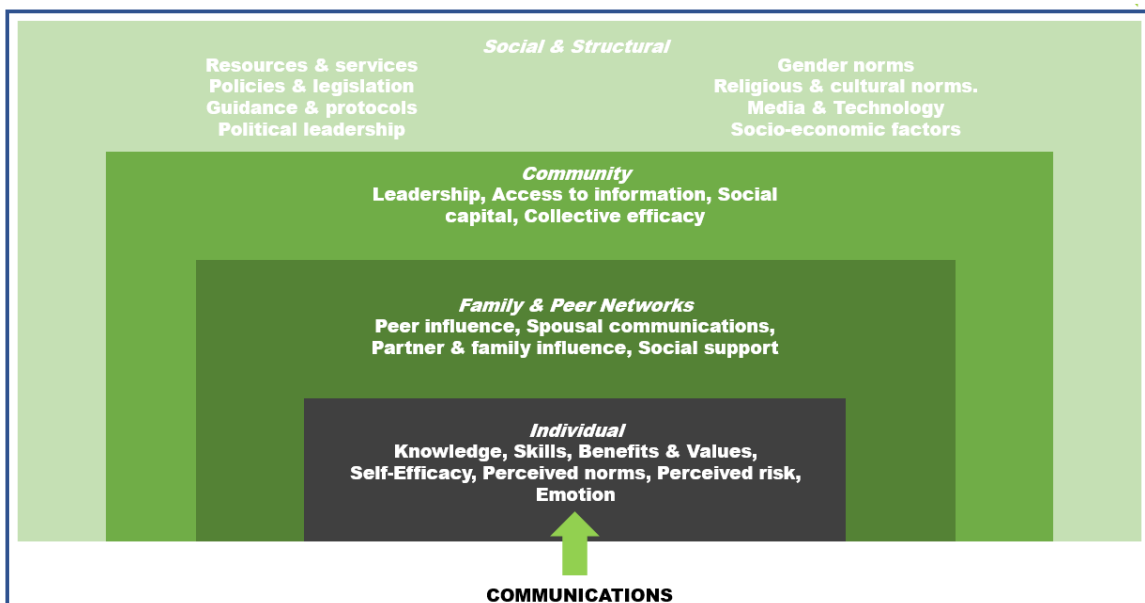 Social & Structural
Resources & services
Policies & legislation
Guidance & protocols
Political leadership
Gender norms
Religious & cultural norms.
Media & Technology
Socio-economic factors
Community
Leadership, Access to information, Social
capital, Collective efficacy
Family & Peer Networks
Peer influence, Spousal communications,
Partner & family influence, Social support
Individual
Knowledge, Skills, Benefits & Values,
Self-Efficacy, Perceived norms, Perceived risk,
Emotion
COMMUNICATIONS